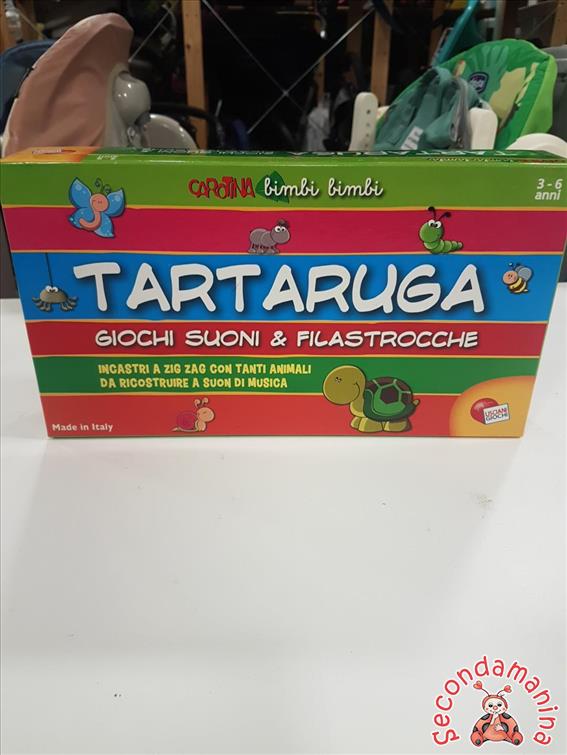 CAROTINA bimbi bimbi
3 - 6
anni
TARTARUGA
GIOCHI SUONI & FILASTROCCHE
INCASTRI A ZIG ZAG CON TANTI ANIMALI
DA RICOSTRUIRE A SUON DI MUSICA
Made in Italy
LISCIANI
GIOCHI
Secondamanina